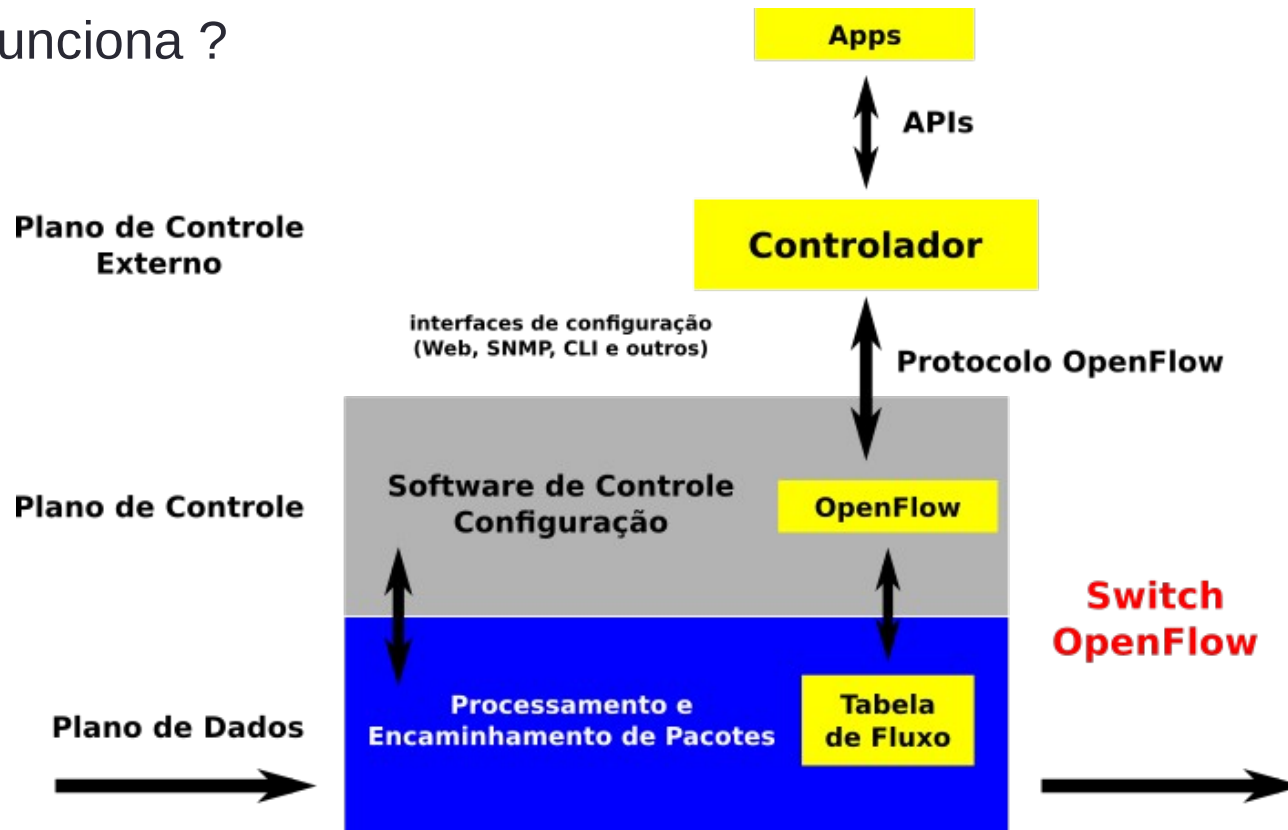 unciona ?
Apps
APIs
Plano de Controle
Externo
Controlador
interfaces de configuração
(Web, SNMP, CLI e outros)
Protocolo OpenFlow
Plano de Controle
Software de Controle
Configuração
OpenFlow
Switch
OpenFlow
Plano de Dados
Processamento e
Encaminhamento de Pacotes
Tabela
de Fluxo